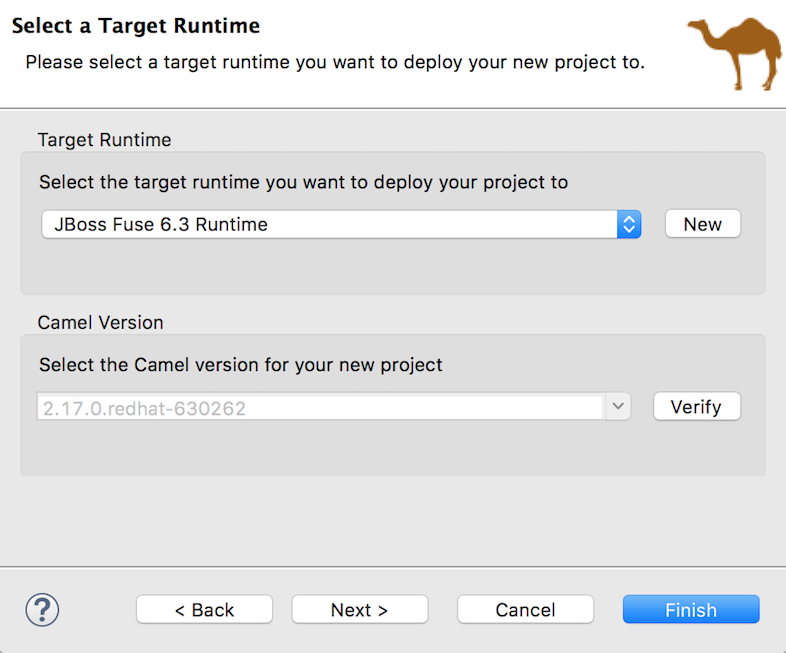 Select a Target Runtime
Please select a target runtime you want to deploy your new project to.
Target Runtime
Select the target runtime you want to deploy your project to
JBoss Fuse 6.3 Runtime
New
Camel Version
Select the Camel version for your new project
2.17.0.redhat-630262
Verify
?
< Back
Next >
Cancel
Finish